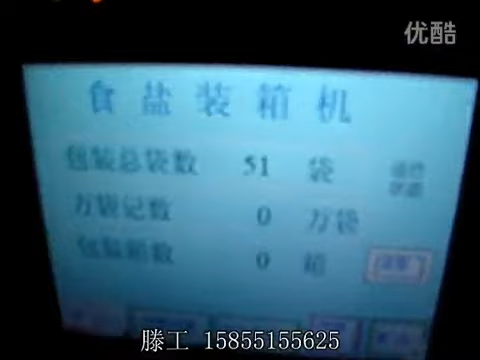 优酷
食盐装箱机
包装总袋数 51 袋
万袋记数 0 万袋
包装箱数 0 箱
滕工 15855155625